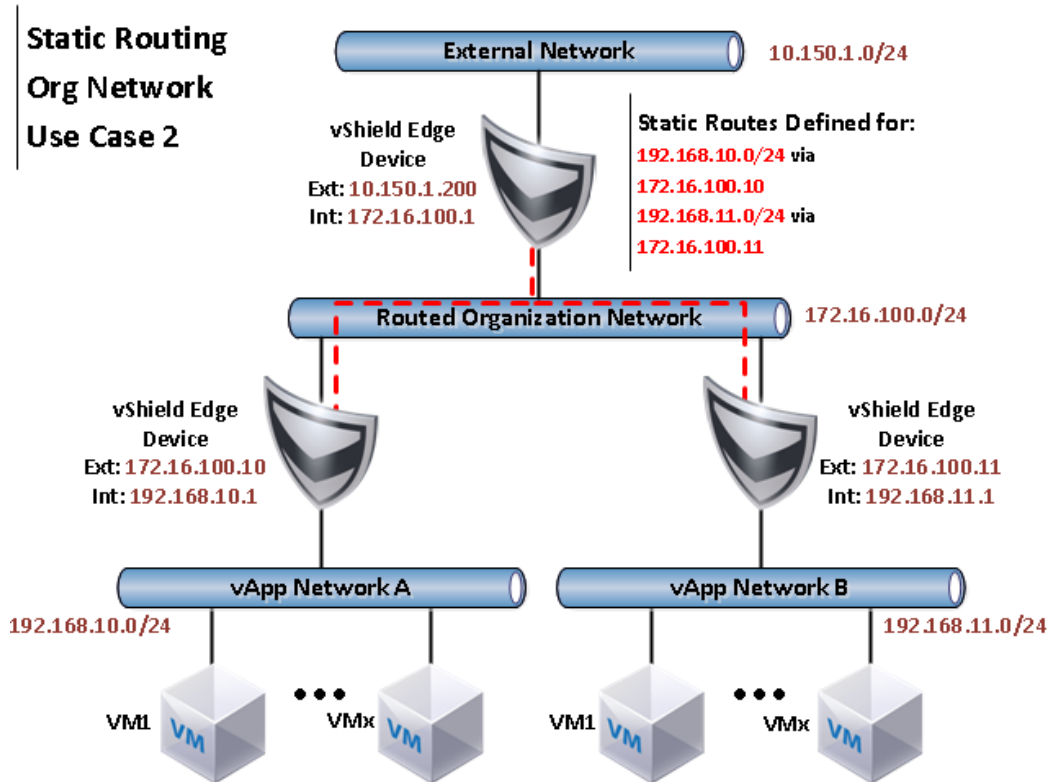 Static Routing
Org Network
Use Case 2
External Network
10.150.1.0/24
vShield Edge
Device
Ext: 10.150.1.200
Int: 172.16.100.1
Static Routes Defined for:
192.168.10.0/24 via
172.16.100.10
192.168.11.0/24 via
172.16.100.11
Routed Organization Network
172.16.100.0/24
vShield Edge
Device
Ext: 172.16.100.10
Int: 192.168.10.1
vShield Edge
Device
Ext: 172.16.100.11
Int: 192.168.11.1
vApp Network A
192.168.10.0/24
vApp Network B
192.168.11.0/24
VM1
VM
VMx
VM
VM1
VM
VMx
VM